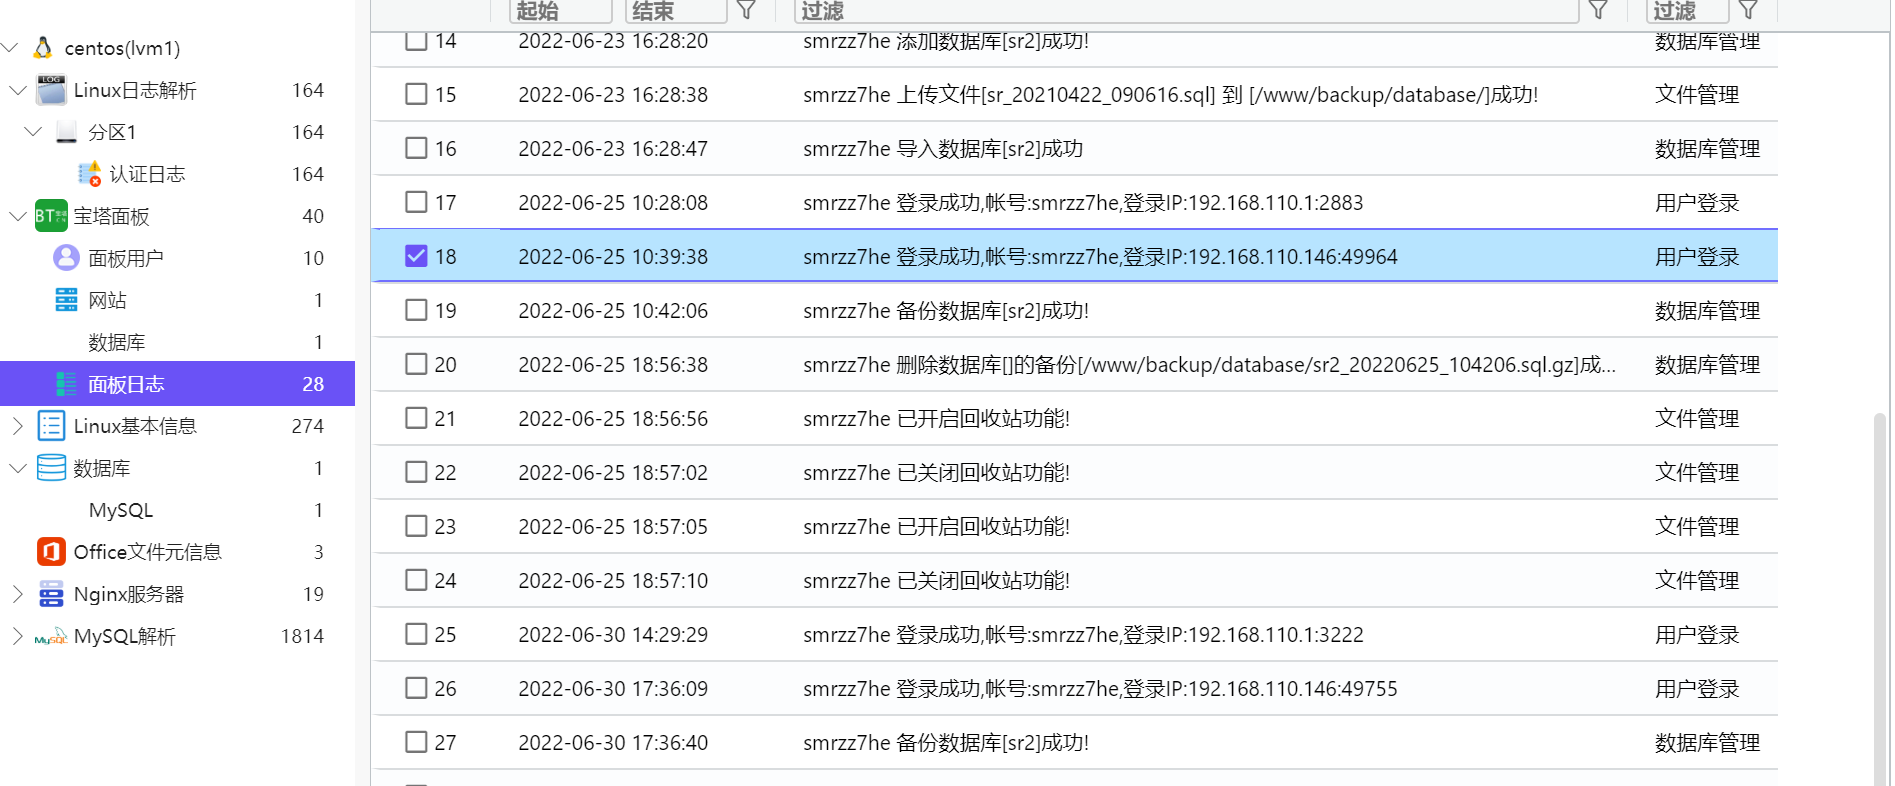 centos(lvm1)
LOG
Linux日志解析 164
分区1 164
认证日志 164
BT 宝塔面板 40
面板用户 10
网站 1
数据库 1
面板日志 28
Linux基本信息 274
数据库 1
MySQL 1
Office文件元信息 3
Nginx服务器 19
MySQL MySQL解析 1814
起始 结束 过滤 过滤
14 2022-06-23 16:28:20 smrzz7he 添加数据库[sr2]成功! 数据库管理
15 2022-06-23 16:28:38 smrzz7he 上传文件[sr_20210422_090616.sql] 到 [/www/backup/database/]成功! 文件管理
16 2022-06-23 16:28:47 smrzz7he 导入数据库[sr2]成功 数据库管理
17 2022-06-25 10:28:08 smrzz7he 登录成功,帐号:smrzz7he,登录IP:192.168.110.1:2883 用户登录
18 2022-06-25 10:39:38 smrzz7he 登录成功,帐号:smrzz7he,登录IP:192.168.110.146:49964 用户登录
19 2022-06-25 10:42:06 smrzz7he 备份数据库[sr2]成功! 数据库管理
20 2022-06-25 18:56:38 smrzz7he 删除数据库[]的备份[/www/backup/database/sr2_20220625_104206.sql.gz]成... 数据库管理
21 2022-06-25 18:56:56 smrzz7he 已开启回收站功能! 文件管理
22 2022-06-25 18:57:02 smrzz7he 已关闭回收站功能! 文件管理
23 2022-06-25 18:57:05 smrzz7he 已开启回收站功能! 文件管理
24 2022-06-25 18:57:10 smrzz7he 已关闭回收站功能! 文件管理
25 2022-06-30 14:29:29 smrzz7he 登录成功,帐号:smrzz7he,登录IP:192.168.110.1:3222 用户登录
26 2022-06-30 17:36:09 smrzz7he 登录成功,帐号:smrzz7he,登录IP:192.168.110.146:49755 用户登录
27 2022-06-30 17:36:40 smrzz7he 备份数据库[sr2]成功! 数据库管理